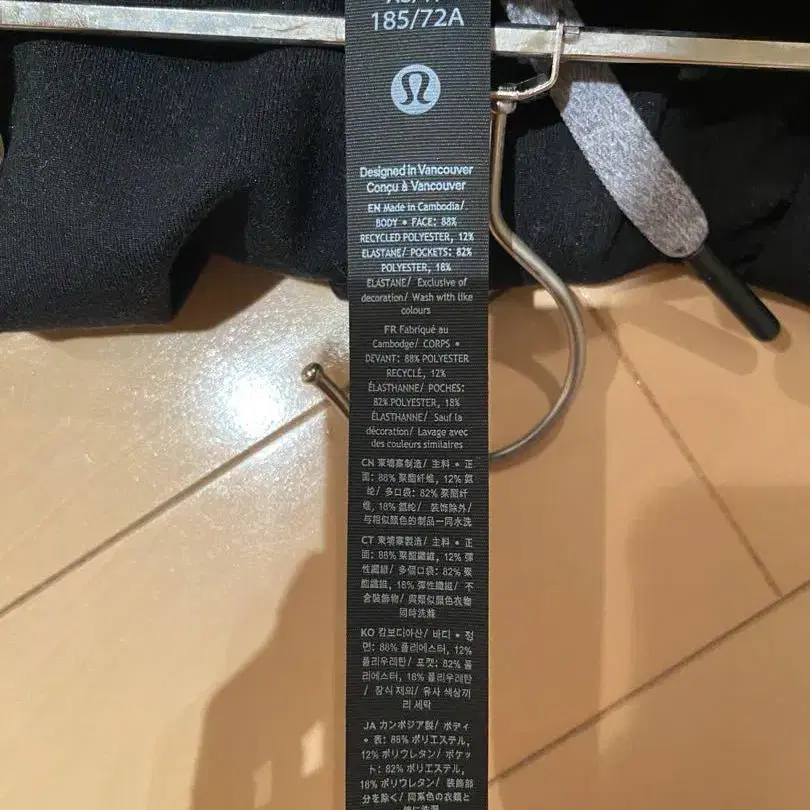 185/72A
Designed in Vancouver
Conçu à Vancouver
EN Made in Cambodia/
BODY • FACE: 88%
RECYCLED POLYESTER, 12%
ELASTANE/ POCKETS: 82%
POLYESTER, 18%
ELASTANE/ Exclusive of
decoration/ Wash with like
colours
FR Fabriqué au
Cambodge/ CORPS •
DEVANT: 88% POLYESTER
RECYCLÉ, 12%
ÉLASTHANNE/ POCHES:
82% POLYESTER, 18%
ÉLASTHANNE/ Sauf la
décoration/ Lavage avec
des couleurs similaires
CN 柬埔寨制造/ 主料 • 正
面: 88% 聚酯纤维, 12% 氨
纶/ 多口袋: 82% 聚酯纤
维, 18% 氨纶/ 装饰除外/
与相似颜色的制品一同水洗
CT 柬埔寨製造/ 主料 • 正
面: 88% 聚酯纖維, 12% 彈
性纖維/ 多個口袋: 82% 聚
酯纖維, 18% 彈性纖維/ 不
含裝飾物/ 與類似顏色衣物
同時洗滌
KO 캄보디아산/ 바디 • 정
면: 88% 폴리에스터, 12%
폴리우레탄/ 포켓: 82% 폴
리에스터, 18% 폴리우레탄
/ 장식 제외/ 유사 색상끼
리 세탁
JA カンボジア製/ ボディ
• 表: 88% ポリエステル,
12% ポリウレタン/ ポケッ
ト: 82% ポリエステル,
18% ポリウレタン/ 装飾部
分を除く/ 同系色の衣類と